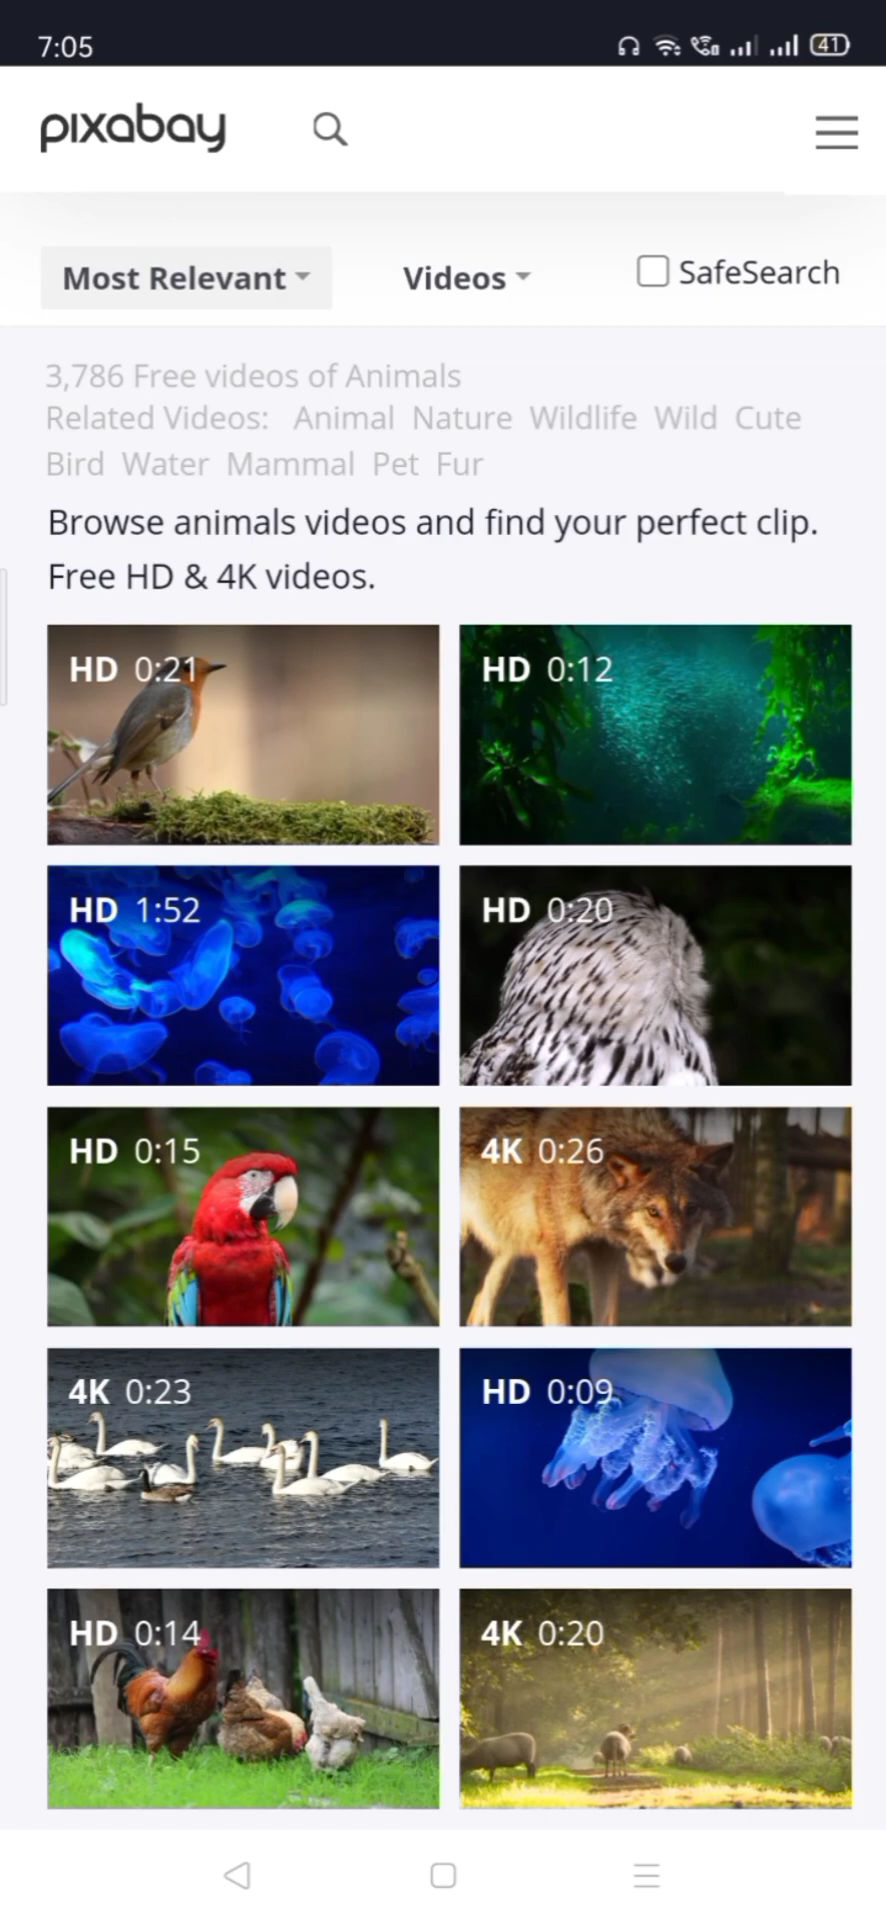 7:05
41
pixabay
Most Relevant Videos SafeSearch
3,786 Free videos of Animals
Related Videos: Animal Nature Wildlife Wild Cute
Bird Water Mammal Pet Fur
Browse animals videos and find your perfect clip.
Free HD & 4K videos.
HD 0:21
HD 0:12
HD 1:52
HD 0:20
HD 0:15
4K 0:26
4K 0:23
HD 0:09
HD 0:14
4K 0:20